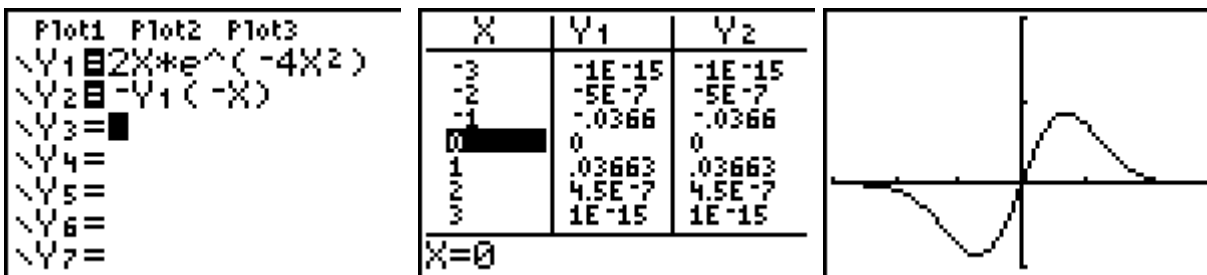 Plot1 Plot2 Plot3
\Y1=2X*e^(-4X²)
\Y2=-Y1(-X)
\Y3=
\Y4=
\Y5=
\Y6=
\Y7=
X Y1 Y2
-3 -1E-15 -1E-15
-2 -5E-7 -5E-7
-1 -.0366 -.0366
0 0 0
1 .03663 .03663
2 4.5E-7 4.5E-7
3 1E-15 1E-15
X=0